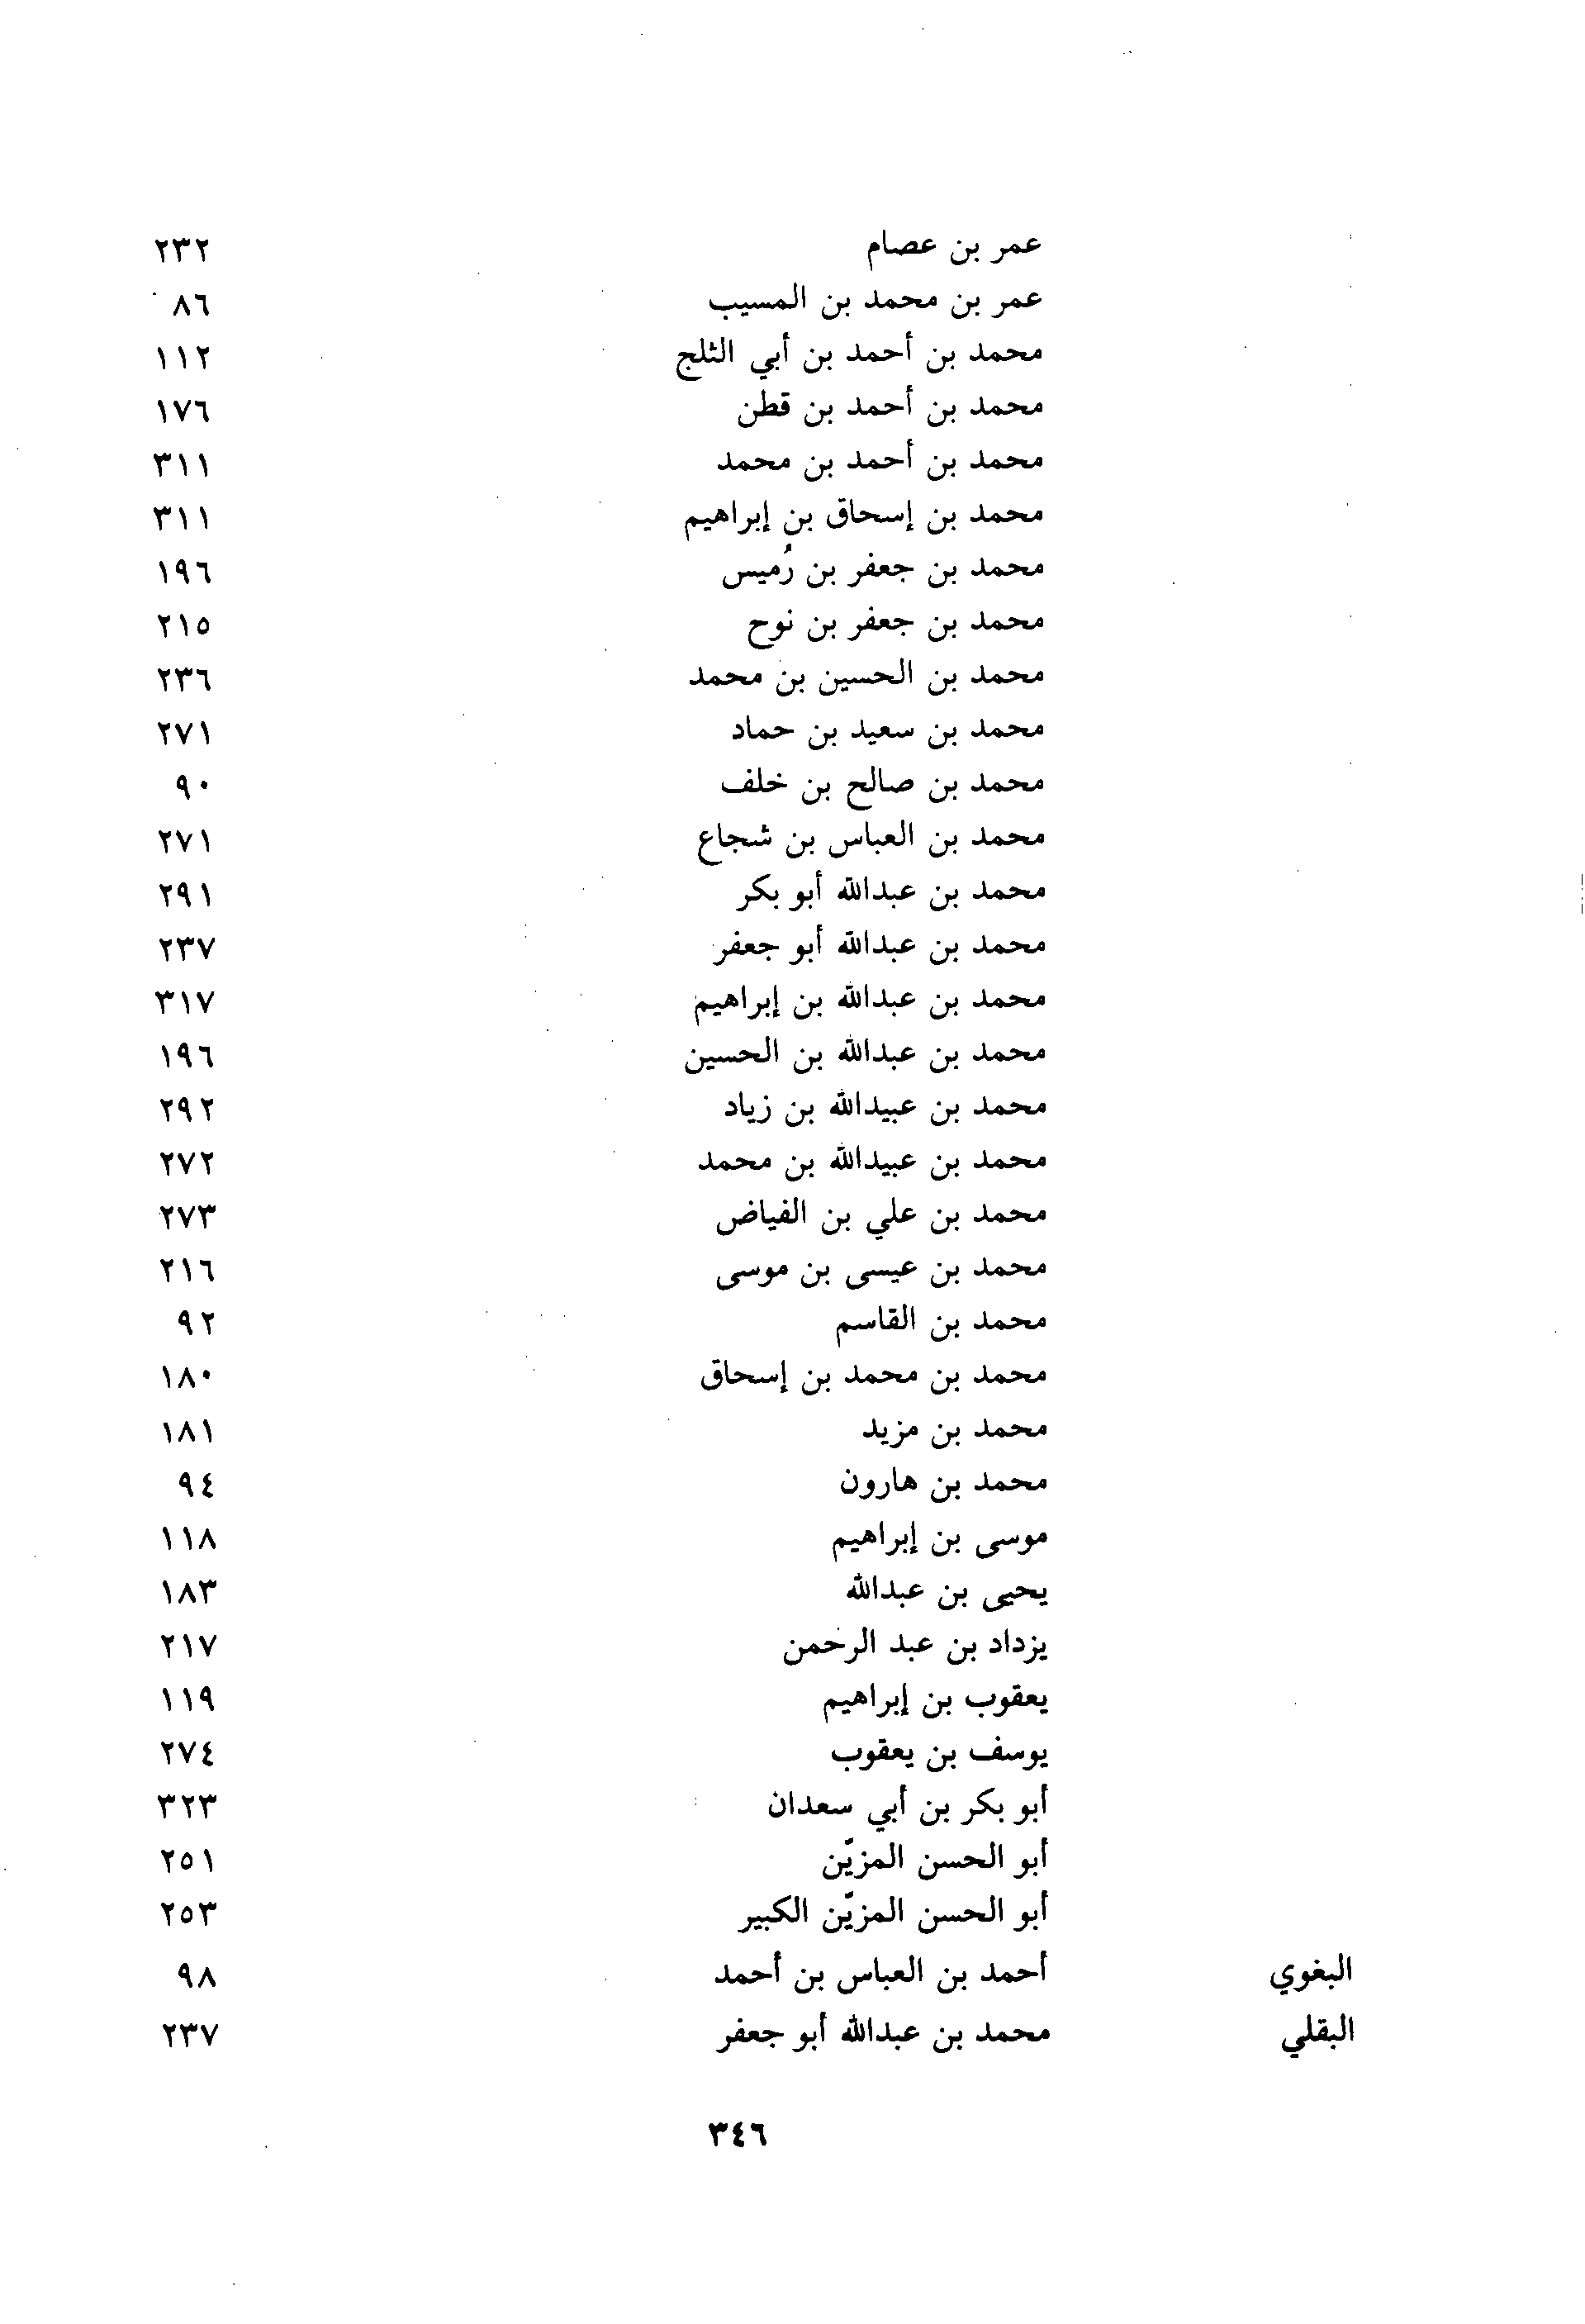 عمر بن عصام ٢٣٢
عمر بن محمد بن المسيب ٨٦
محمد بن أحمد بن أبي الثلج ١١٢
محمد بن أحمد بن قطن ١٧٦
محمد بن أحمد بن محمد ٣١١
محمد بن إسحاق بن إبراهيم ٣١١
محمد بن جعفر بن رُميس ١٩٦
محمد بن جعفر بن نوح ٢١٥
محمد بن الحسين بن محمد ٢٣٦
محمد بن سعيد بن حماد ٢٧١
محمد بن صالح بن خلف ٩٠
محمد بن العباس بن شجاع ٢٧١
محمد بن عبدالله أبو بكر ٢٩١
محمد بن عبدالله أبو جعفر ٢٣٧
محمد بن عبدالله بن إبراهيم ٣١٧
محمد بن عبدالله بن الحسين ١٩٦
محمد بن عبيدالله بن زياد ٢٩٢
محمد بن عبيدالله بن محمد ٢٧٢
محمد بن علي بن الفياض ٢٧٣
محمد بن عيسى بن موسى ٢١٦
محمد بن القاسم ٩٢
محمد بن محمد بن إسحاق ١٨٠
محمد بن مزيد ١٨١
محمد بن هارون ٩٤
موسى بن إبراهيم ١١٨
يحيى بن عبدالله ١٨٣
يزداد بن عبد الرحمن ٢١٧
يعقوب بن إبراهيم ١١٩
يوسف بن يعقوب ٢٧٤
أبو بكر بن أبي سعدان ٣٢٣
أبو الحسن المزيّن ٢٥١
أبو الحسن المزيّن الكبير ٢٥٣
البغوي أحمد بن العباس بن أحمد ٩٨
البقلي محمد بن عبدالله أبو جعفر ٢٣٧
٣٤٦